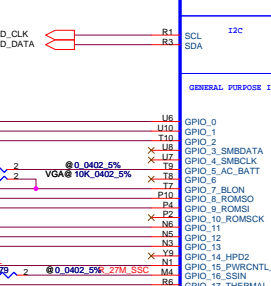 I2C
D_CLK R1 SCL
D_DATA R3 SDA
GENERAL PURPOSE I
U6 GPIO_0
U10 GPIO_1
T10 GPIO_2
U8 GPIO_3_SMBDATA
U7 GPIO_4_SMBCLK
2 @0_0402_5% T9 GPIO_5_AC_BATT
2 VGA@ 10K_0402_5% T8 GPIO_6
T7 GPIO_7_BLON
P10 GPIO_8_ROMSO
P4 GPIO_9_ROMSI
P2 GPIO_10_ROMSCK
N6 GPIO_11
N5 GPIO_12
N3 GPIO_13
Y9 GPIO_14_HPD2
N1 GPIO_15_PWRCNTL
79 2 @0_0402_5% R_27M_SSC M4 GPIO_16_SSIN
R6 GPIO_17_THERMAL